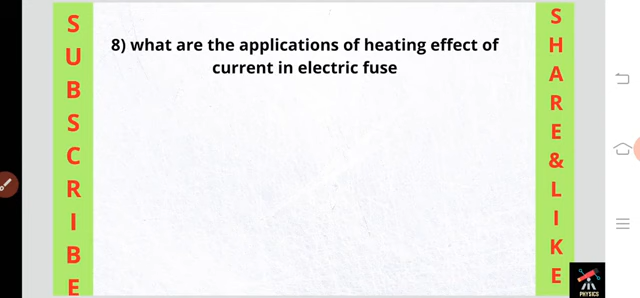 8) what are the applications of heating effect of
current in electric fuse
S
U
B
S
C
R
I
B
E
S
H
A
R
E
&
L
I
K
E
PHYSICS